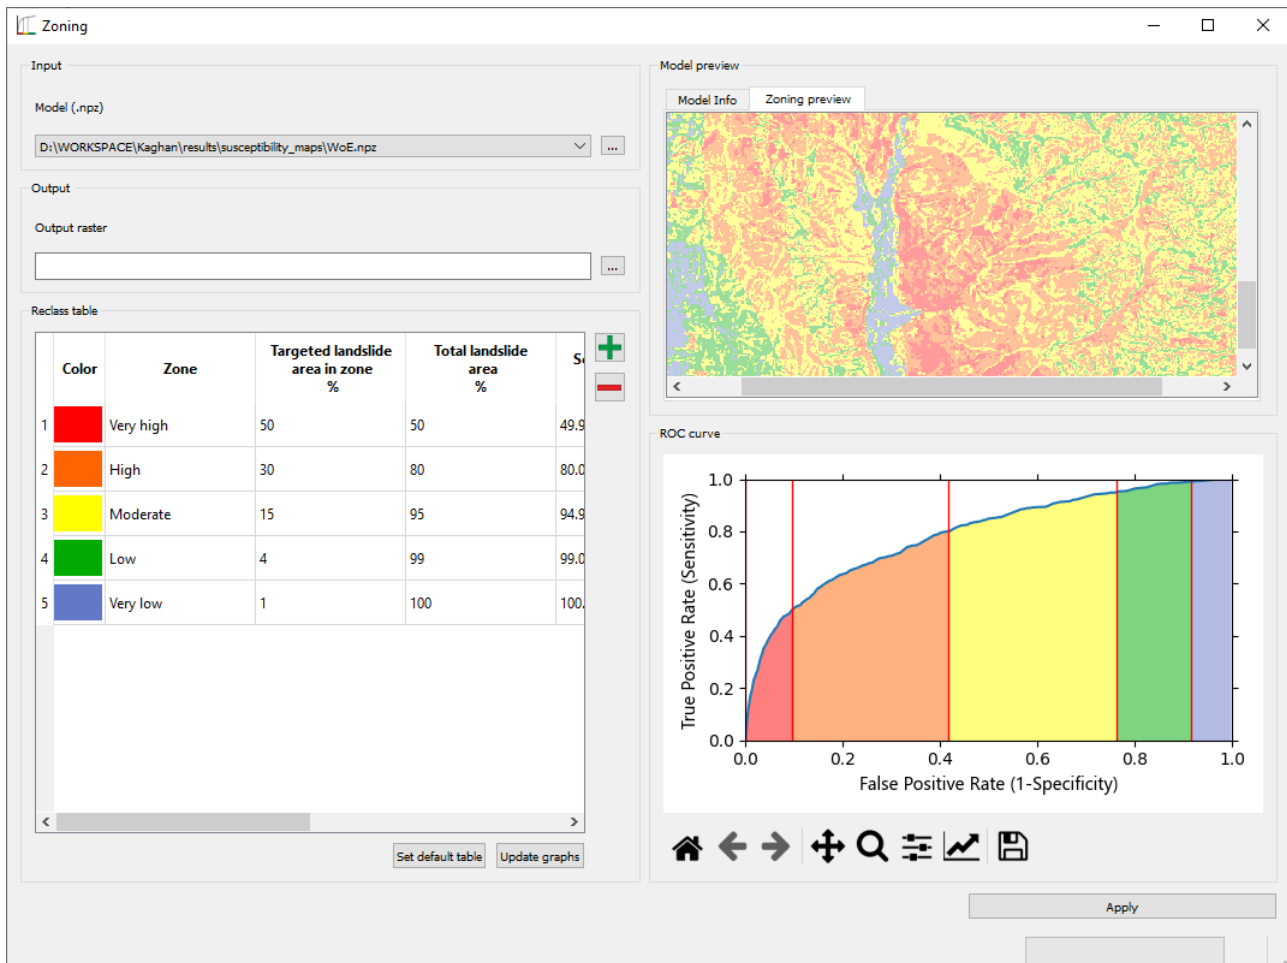 Zoning
Input
Model (.npz)
D:\WORKSPACE\Kaghan\results\susceptibility_maps\WoE.npz
...
Output
Output raster
...
Reclass table
Color
Zone
Targeted landslide
area in zone
%
Total landslide
area
%
1 Very high 50 50 49.9
2 High 30 80 80.0
3 Moderate 15 95 94.9
4 Low 4 99 99.0
5 Very low 1 100 100.
Set default table
Update graphs
Model preview
Model Info
Zoning preview
ROC curve
True Positive Rate (Sensitivity)
1.0
0.8
0.6
0.4
0.2
0.0
0.0 0.2 0.4 0.6 0.8 1.0
False Positive Rate (1-Specificity)
Apply